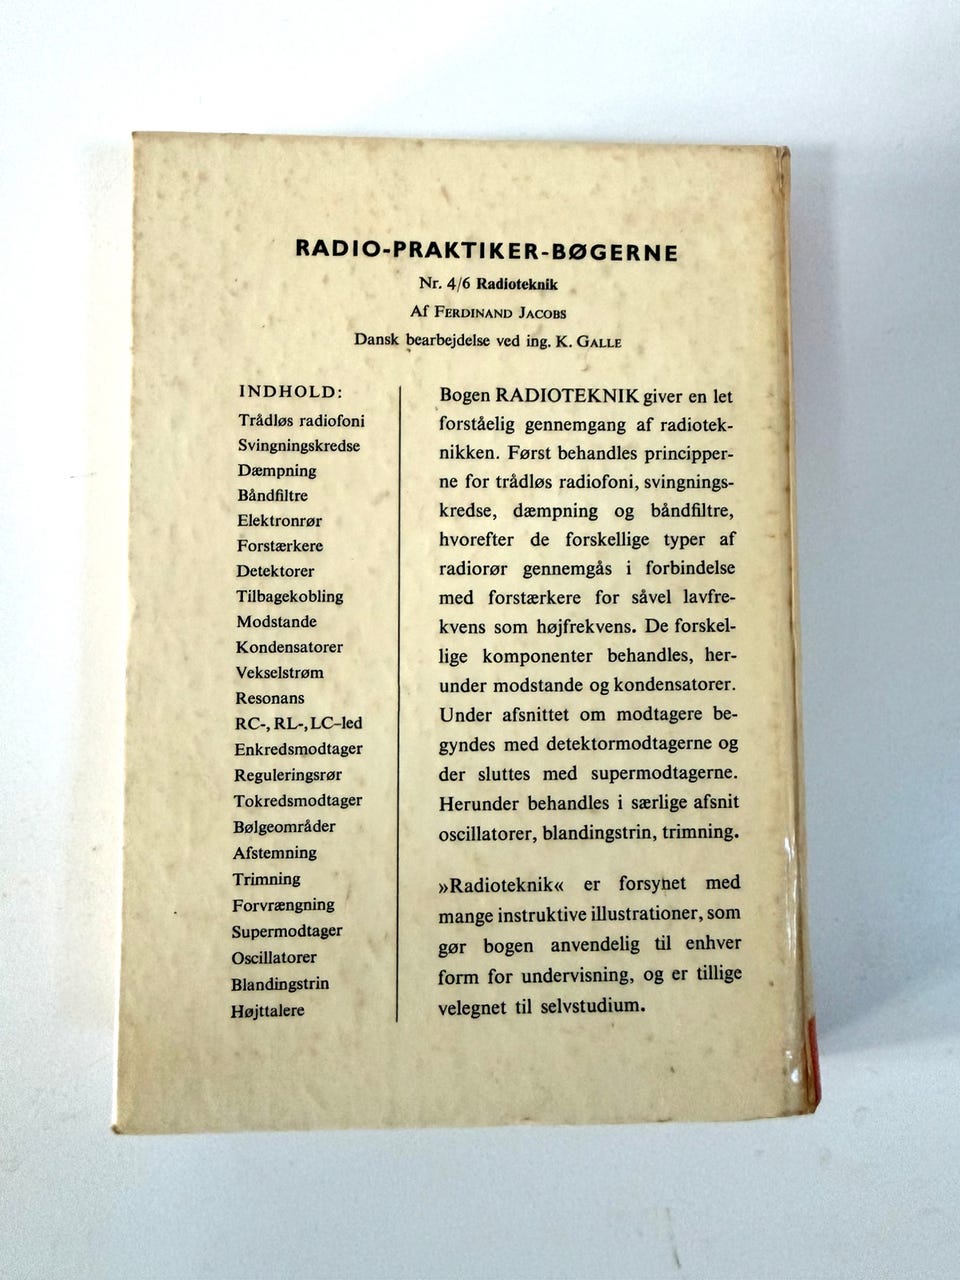 RADIO-PRAKTIKER-BØGERNE
Nr. 4/6 Radioteknik
Af FERDINAND JACOBS
Dansk bearbejdelse ved ing. K. GALLE
INDHOLD:
Trådløs radiofoni
Svingningskredse
Dæmpning
Båndfiltre
Elektronrør
Forstærkere
Detektorer
Tilbagekobling
Modstande
Kondensatorer
Vekselstrøm
Resonans
RC-, RL-, LC-led
Enkredsmodtager
Reguleringsrør
Tokredsmodtager
Bølgeområder
Afstemning
Trimning
Forvrængning
Supermodtager
Oscillatorer
Blandingstrin
Højttalere
Bogen RADIOTEKNIK giver en let
forståelig gennemgang af radiotek-
nikken. Først behandles principper-
ne for trådløs radiofoni, svingnings-
kredse, dæmpning og båndfiltre,
hvorefter de forskellige typer af
radiorør gennemgås i forbindelse
med forstærkere for såvel lavfre-
kvens som højfrekvens. De forskel-
lige komponenter behandles, her-
under modstande og kondensatorer.
Under afsnittet om modtagere be-
gyndes med detektormodtagerne og
der sluttes med supermodtagerne.
Herunder behandles i særlige afsnit
oscillatorer, blandingstrin, trimning.
»Radioteknik« er forsynet med
mange instruktive illustrationer, som
gør bogen anvendelig til enhver
form for undervisning, og er tillige
velegnet til selvstudium.